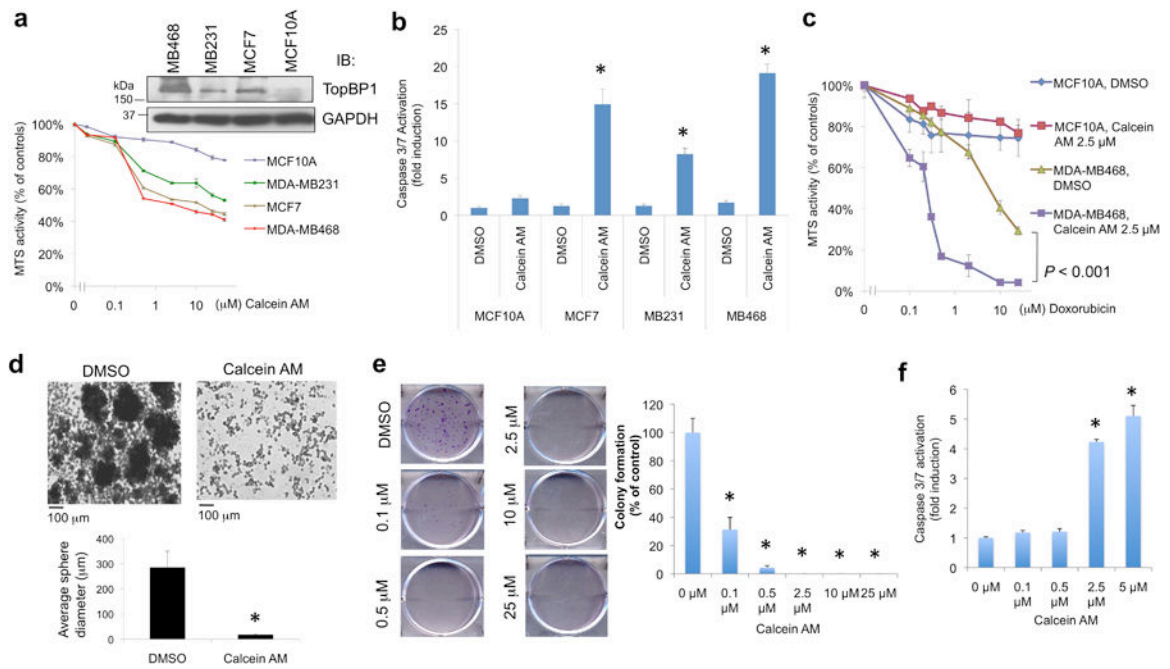 a
MB468
MB231
MCF7
MCF10A
IB:
kDa
150
TopBP1
37
GAPDH
MTS activity (% of controls)
100%
80%
60%
40%
20%
0%
MCF10A
MDA-MB231
MCF7
MDA-MB468
0 0.1 1 10 (μM) Calcein AM
b
Caspase 3/7 Activation
(fold induction)
25
20
15
10
5
0
*
*
*
DMSO
Calcein AM
DMSO
Calcein AM
DMSO
Calcein AM
DMSO
Calcein AM
MCF10A MCF7 MB231 MB468
c
MTS activity (% of controls)
100%
80%
60%
40%
20%
0%
MCF10A, DMSO
MCF10A, Calcein
AM 2.5 μM
MDA-MB468,
DMSO
MDA-MB468,
Calcein AM 2.5 μM
P < 0.001
0 0.1 1 10 (μM) Doxorubicin
d
DMSO
Calcein AM
100 μm
100 μm
Average sphere
diameter (μm)
400
300
200
100
0
*
DMSO Calcein AM
e
DMSO
0.1 μM
0.5 μM
2.5 μM
10 μM
25 μM
Colony formation
(% of control)
120
100
80
60
40
20
0
* * * * *
0 μM 0.1 μM 0.5 μM 2.5 μM 10 μM 25 μM
Calcein AM
f
Caspase 3/7 activation
(fold induction)
6
5
4
3
2
1
0
*
*
0 μM 0.1 μM 0.5 μM 2.5 μM 5 μM
Calcein AM